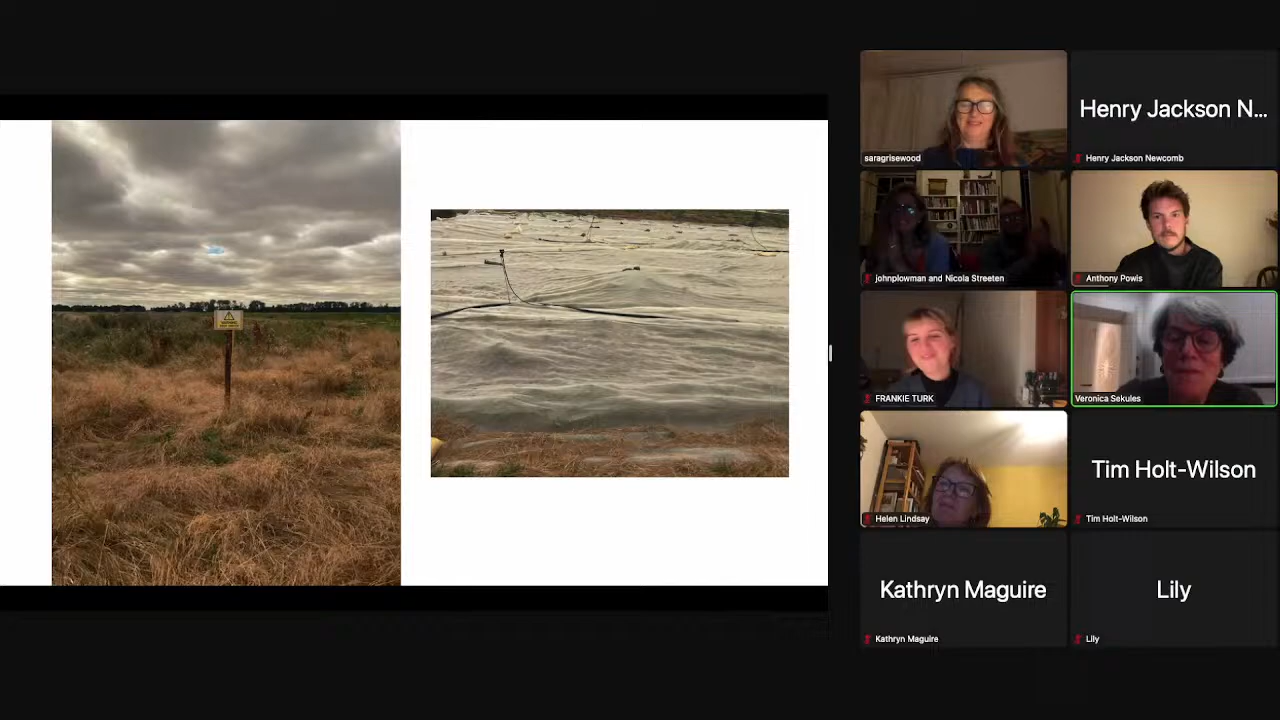 saragrisewood
Henry Jackson N...
Henry Jackson Newcomb
johnplowman and Nicola Streeten
Anthony Powis
FRANKIE TURK
Veronica Sekules
Helen Lindsay
Tim Holt-Wilson
Tim Holt-Wilson
Kathryn Maguire
Kathryn Maguire
Lily
Lily